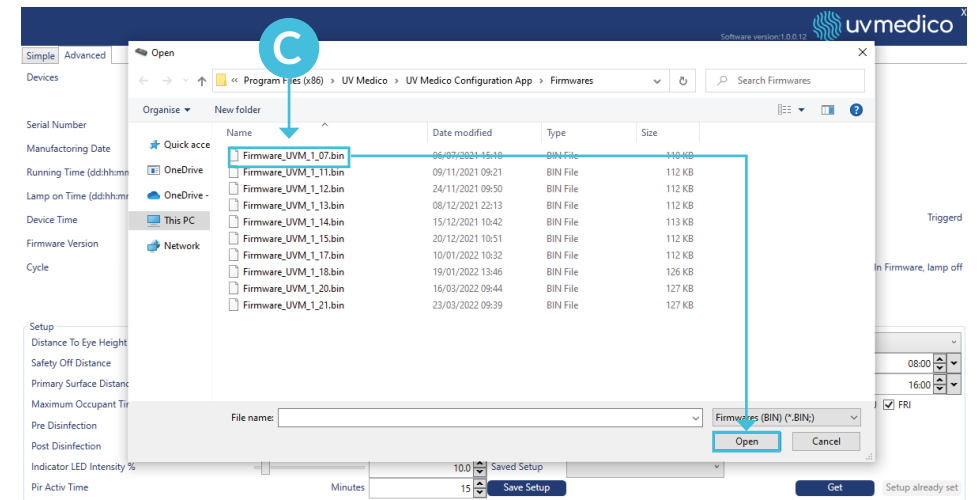 X
Software version:1.0.0.12 uvmedico
Simple Advanced
Open
C
« Program Files (x86) › UV Medico › UV Medico Configuration App › Firmwares
Search Firmwares
Organise New folder
Devices
Serial Number
Manufactoring Date
Running Time (dd:hh:mm
Lamp on Time (dd:hh:mm
Device Time
Firmware Version
Cycle
Quick acce
OneDrive
OneDrive -
This PC
Network
Name Date modified Type Size
Firmware_UVM_1_07.bin 06/07/2021 15:18 BIN File 110 KB
Firmware_UVM_1_11.bin 09/11/2021 09:21 BIN File 112 KB
Firmware_UVM_1_12.bin 24/11/2021 09:50 BIN File 112 KB
Firmware_UVM_1_13.bin 08/12/2021 22:13 BIN File 112 KB
Firmware_UVM_1_14.bin 15/12/2021 10:42 BIN File 113 KB
Firmware_UVM_1_15.bin 20/12/2021 10:51 BIN File 112 KB
Firmware_UVM_1_17.bin 10/01/2022 10:32 BIN File 112 KB
Firmware_UVM_1_18.bin 19/01/2022 13:46 BIN File 126 KB
Firmware_UVM_1_20.bin 16/03/2022 09:44 BIN File 127 KB
Firmware_UVM_1_21.bin 23/03/2022 09:39 BIN File 127 KB
Triggerd
In Firmware, lamp off
Setup
Distance To Eye Height
Safety Off Distance 08:00
Primary Surface Distanc 16:00
Maximum Occupant Tir FRI
Pre Disinfection
Post Disinfection
File name: Firmwares (BIN) (*.BIN;)
Open Cancel
Indicator LED Intensity % 10.0 Saved Setup
Pir Activ Time Minutes 15 Save Setup Get Setup already set